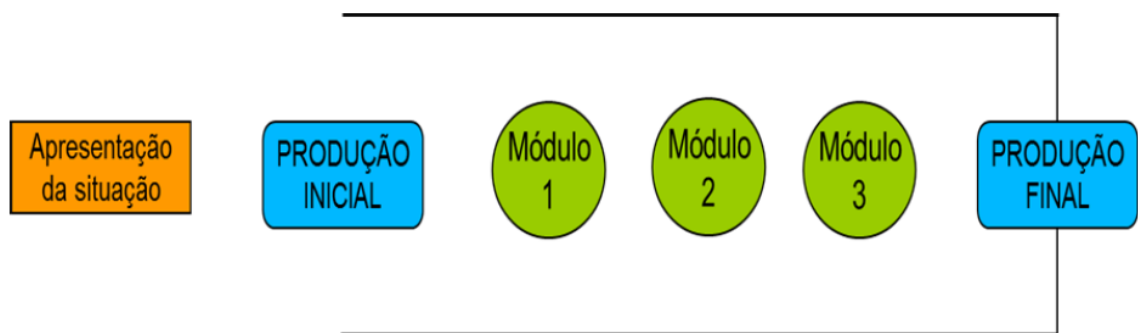 Apresentação
da situação
PRODUÇÃO
INICIAL
Módulo
1
Módulo
2
Módulo
3
PRODUÇÃO
FINAL